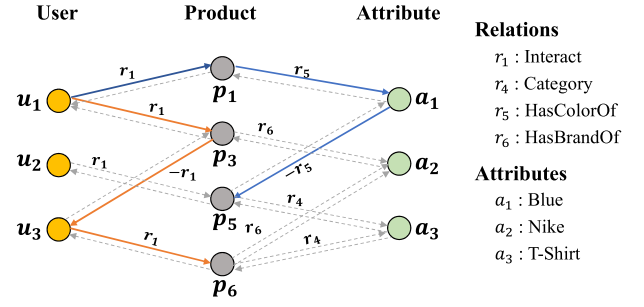 User Product Attribute
Relations
r₁ : Interact
r₄ : Category
r₅ : HasColorOf
r₆ : HasBrandOf
Attributes
a₁ : Blue
a₂ : Nike
a₃ : T-Shirt
r₁
r₅
u₁
p₁
a₁
r₁
r₆
p₃
u₂
r₁
−r₁
−r₅
a₂
p₅
r₄
u₃
r₁
r₆
r₄
a₃
p₆